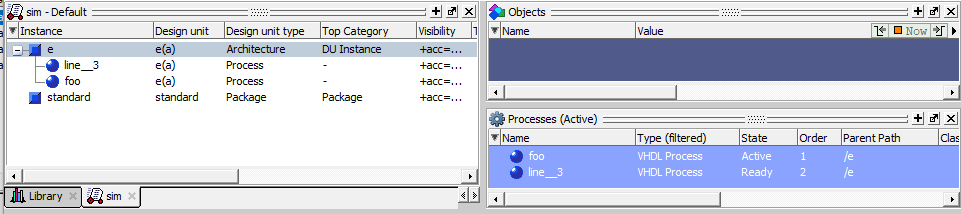 sim - Default
Instance Design unit Design unit type Top Category Visibility T
e e(a) Architecture DU Instance +acc=...
line__3 e(a) Process - +acc=...
foo e(a) Process - +acc=...
standard standard Package Package +acc=...
Library sim
Objects
Name Value Now
Processes (Active)
Name Type (filtered) State Order Parent Path Clas
foo VHDL Process Active 1 /e
line__3 VHDL Process Ready 2 /e